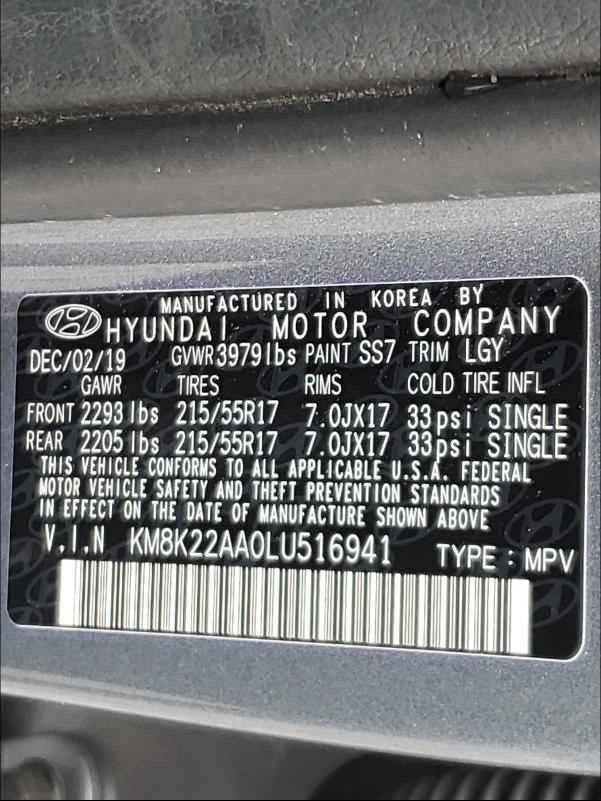 MANUFACTURED IN KOREA BY
HYUNDAI MOTOR COMPANY
DEC/02/19 GVWR 3979lbs PAINT SS7 TRIM LGY
GAWR TIRES RIMS COLD TIRE INFL
FRONT 2293 lbs 215/55R17 7.0JX17 33psi SINGLE
REAR 2205 lbs 215/55R17 7.0JX17 33psi SINGLE
THIS VEHICLE CONFORMS TO ALL APPLICABLE U.S.A. FEDERAL
MOTOR VEHICLE SAFETY AND THEFT PREVENTION STANDARDS
IN EFFECT ON THE DATE OF MANUFACTURE SHOWN ABOVE
V.I.N KM8K22AA0LU516941 TYPE : MPV